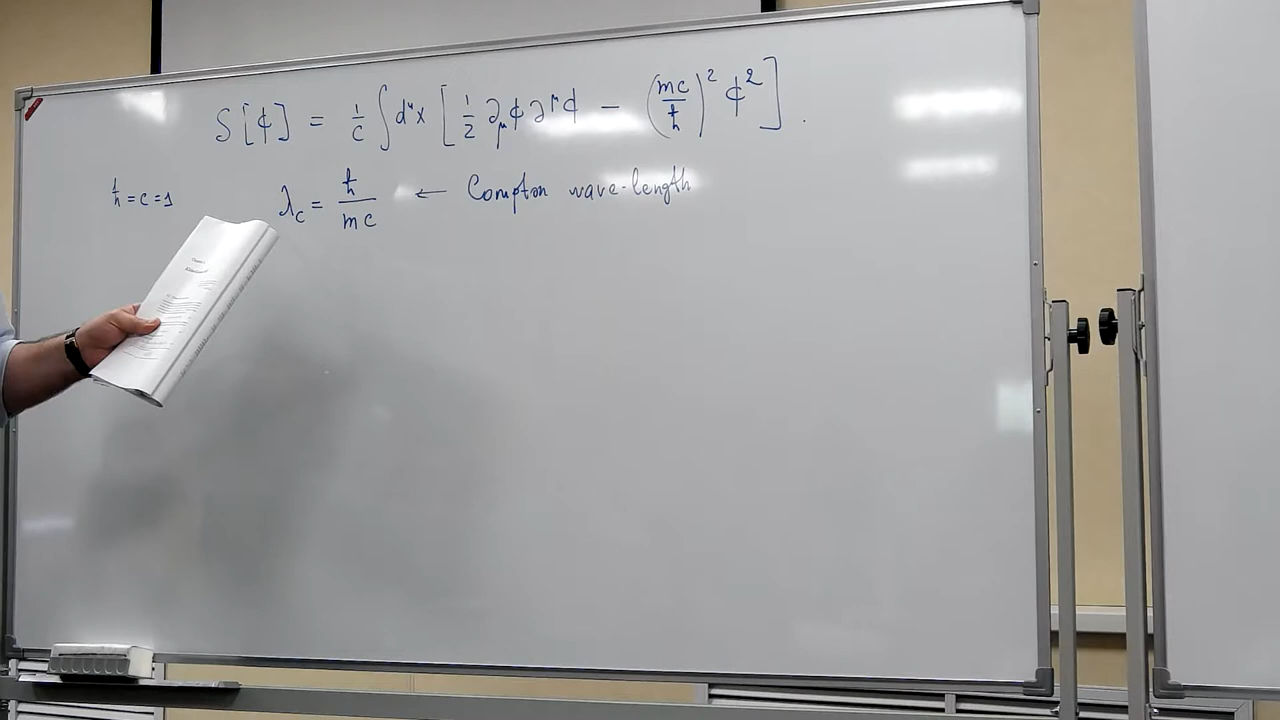 S[ϕ] = 1/c ∫d⁴x [1/2 ∂_μϕ ∂^μϕ − (mc/ħ)² ϕ²].
ħ = c = 1
λ_c = ħ/mc ← Compton wave-length